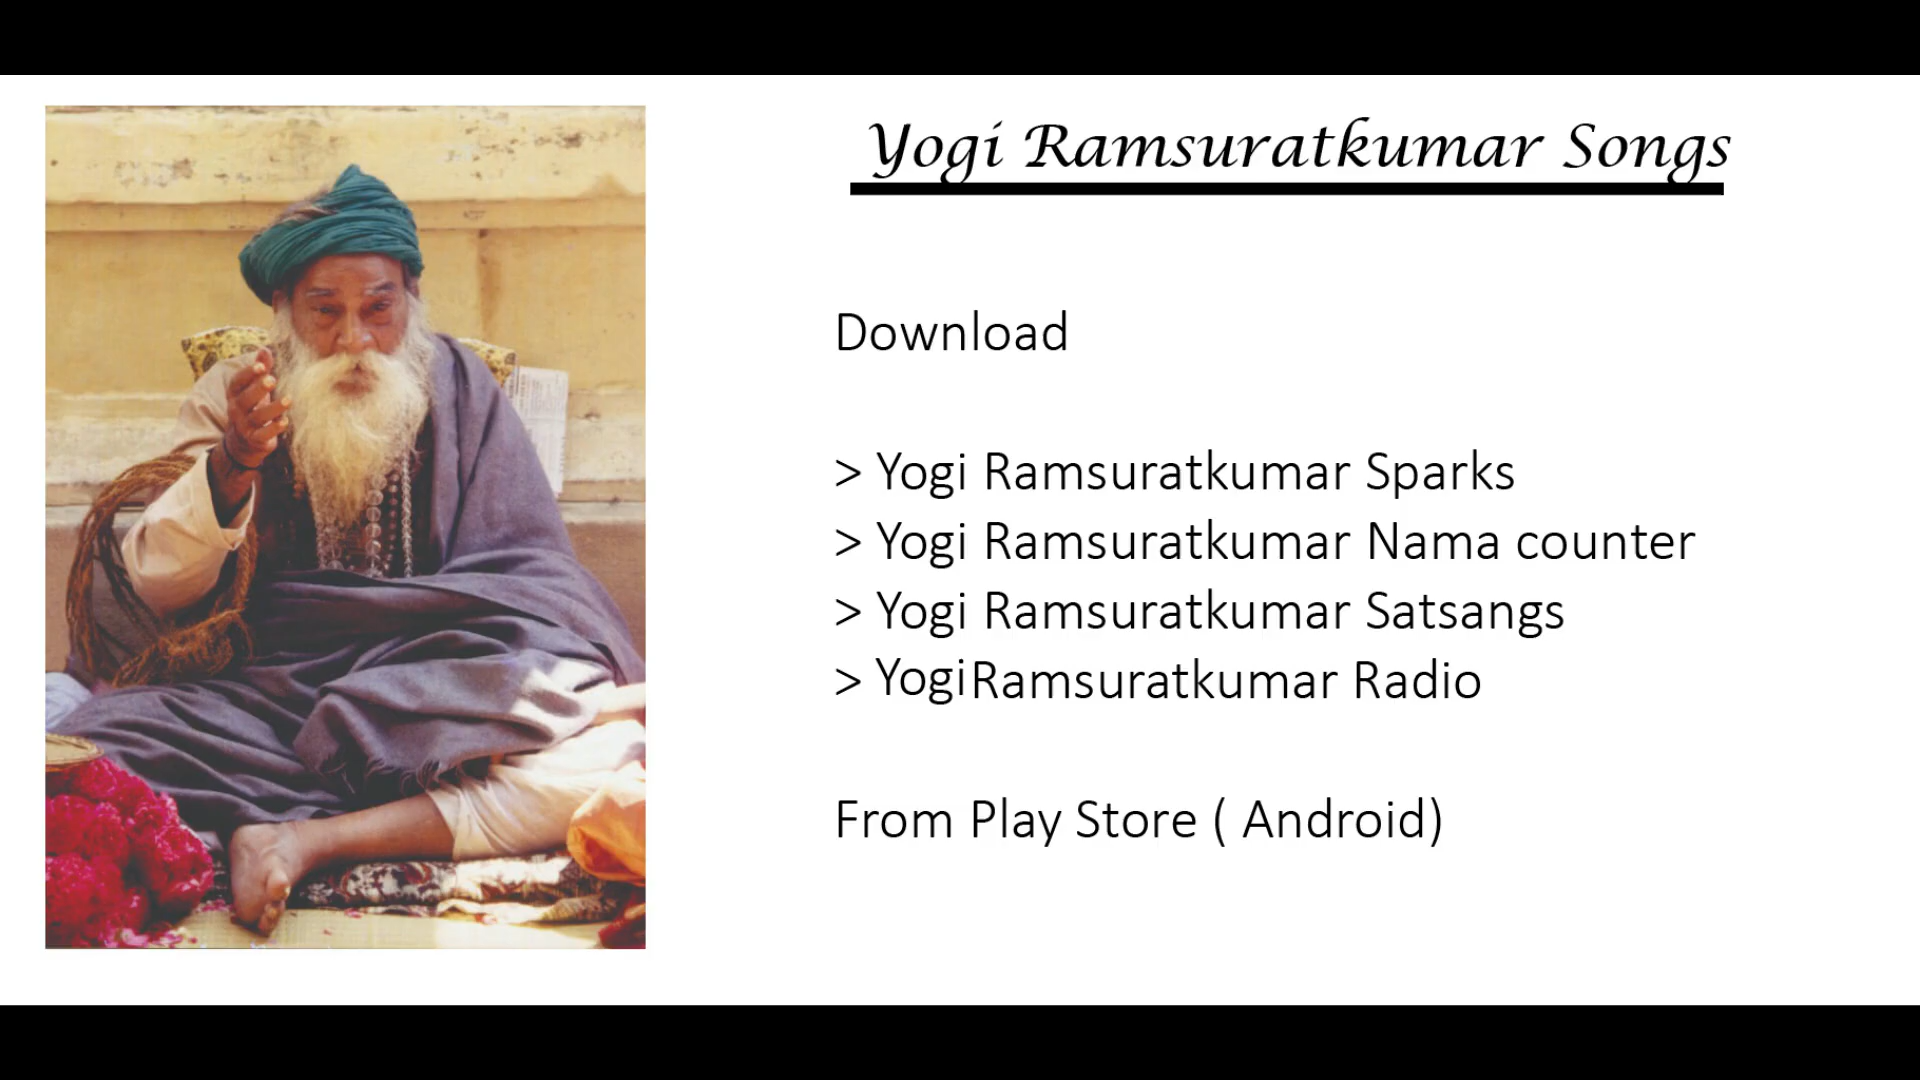 Yogi Ramsuratkumar Songs
Download
> Yogi Ramsuratkumar Sparks
> Yogi Ramsuratkumar Nama counter
> Yogi Ramsuratkumar Satsangs
> YogiRamsuratkumar Radio
From Play Store ( Android)